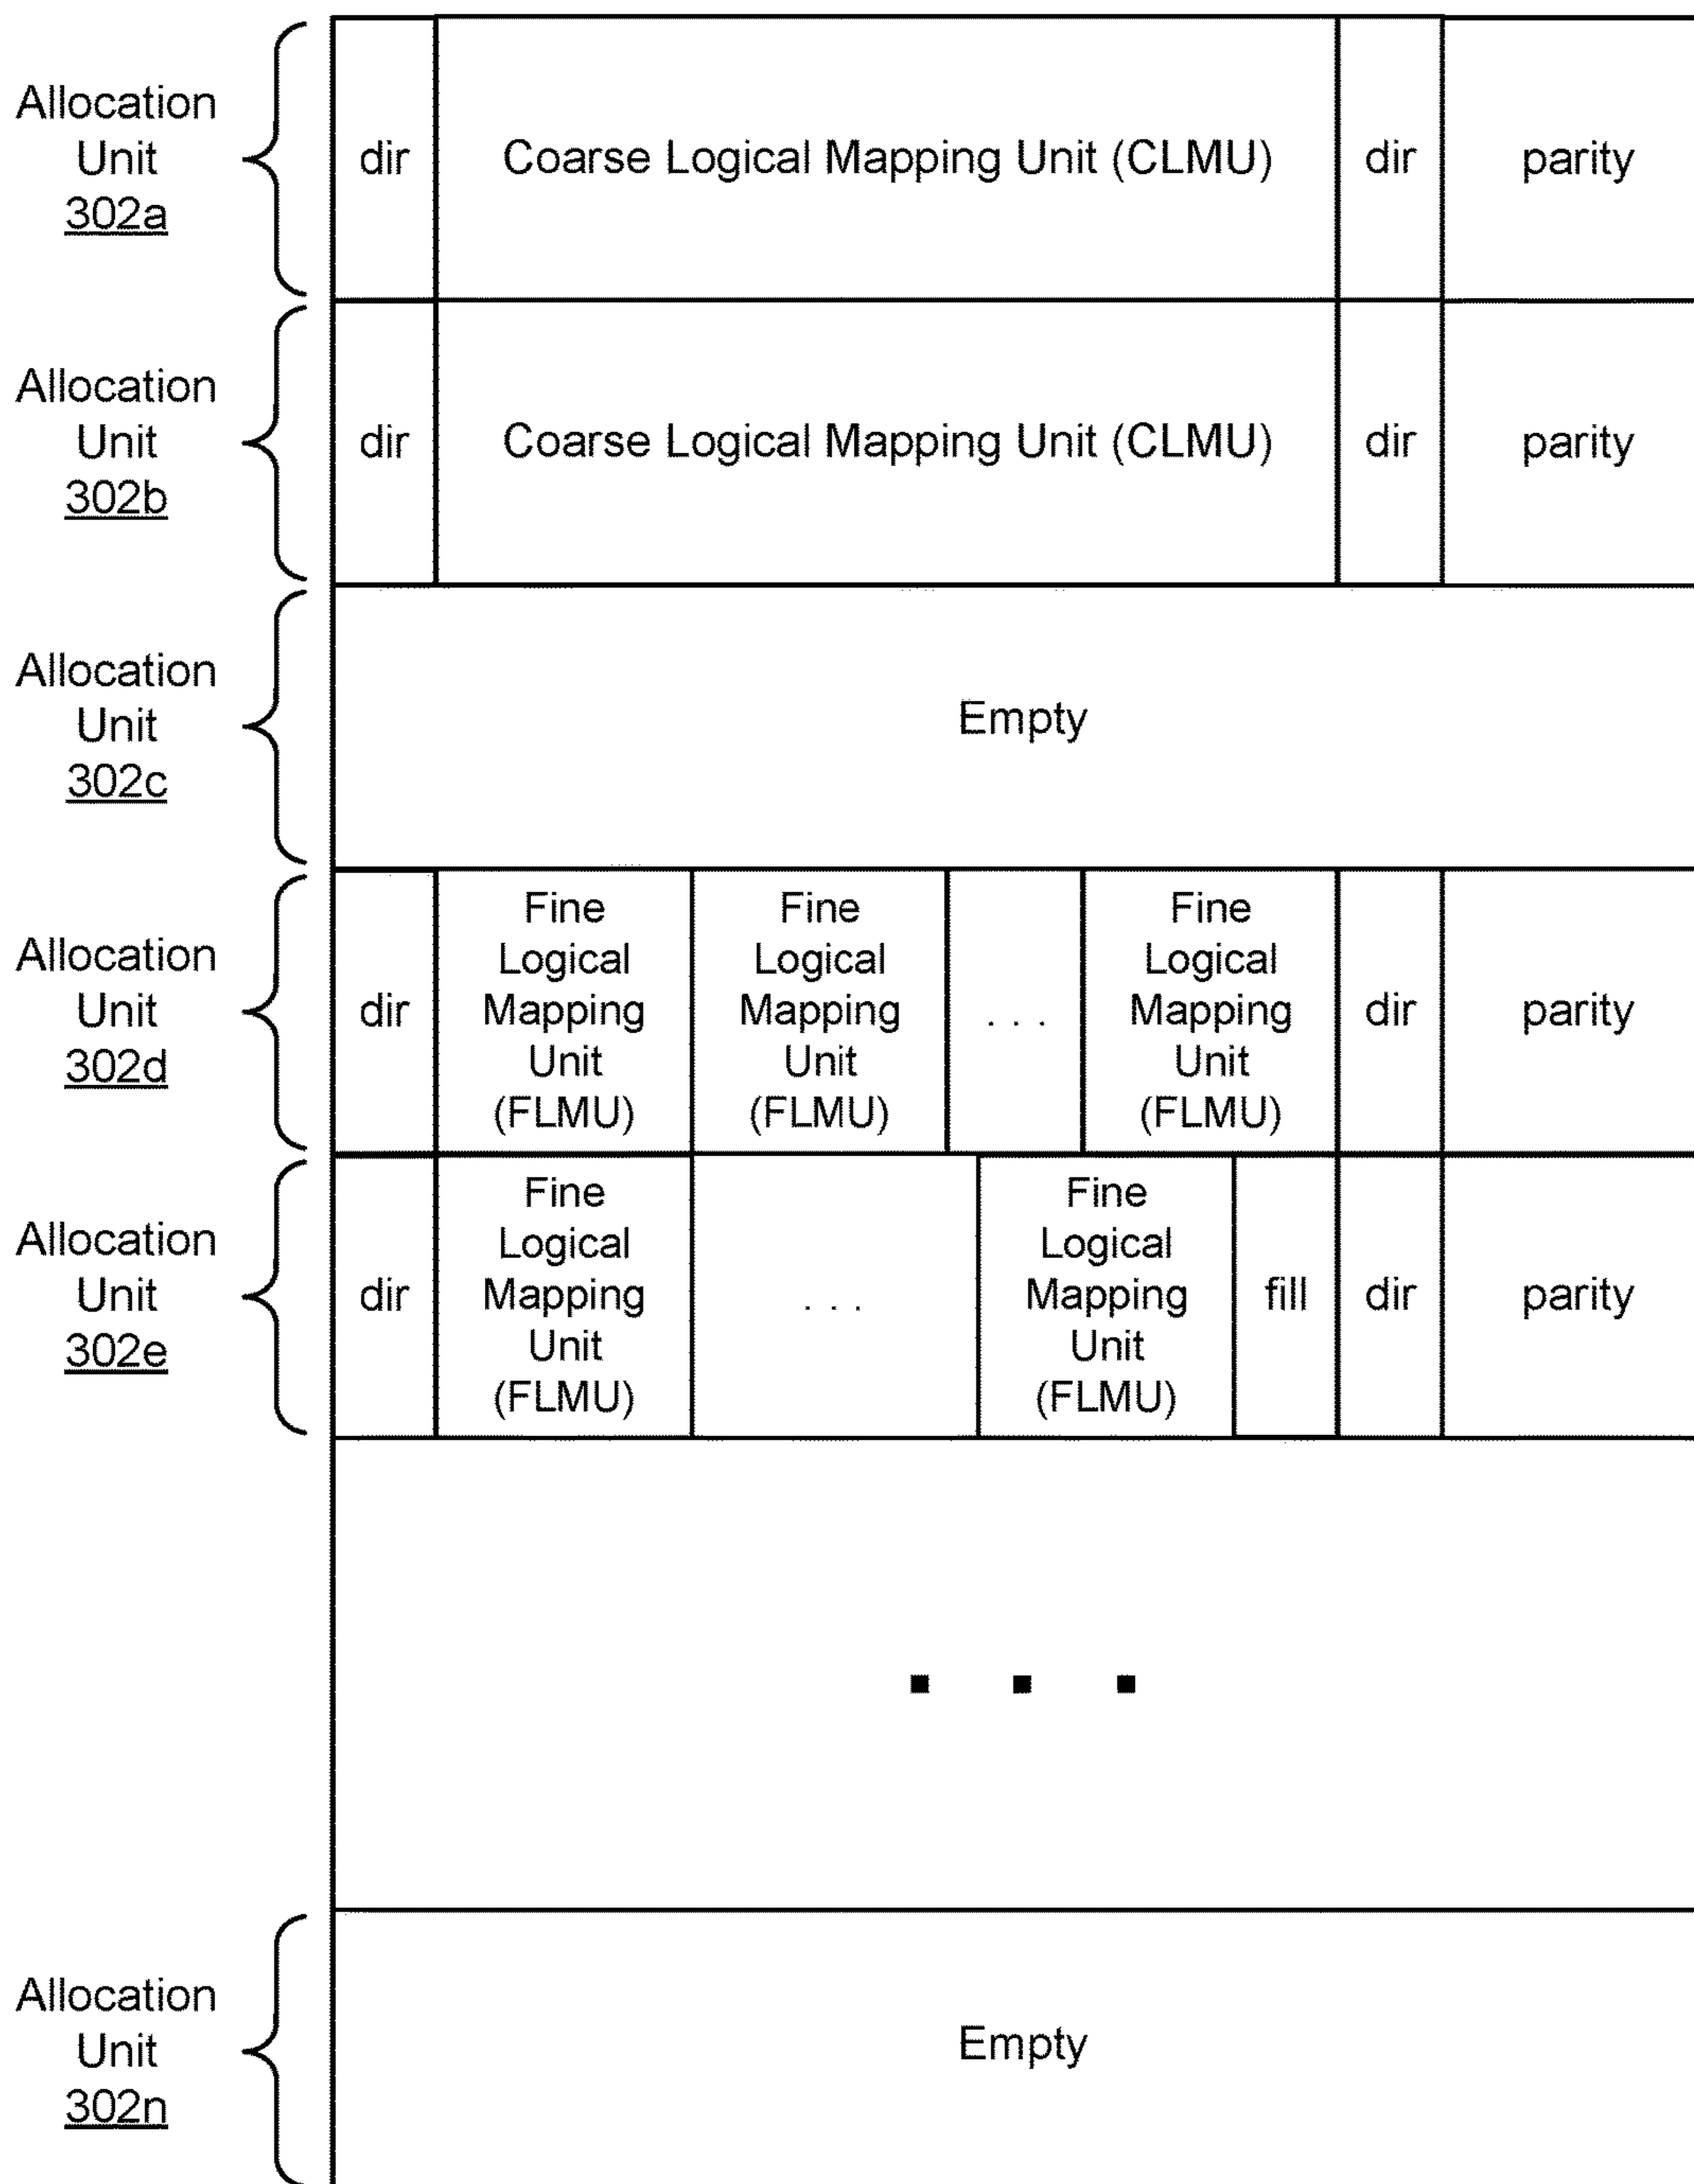 Allocation
Unit
302a
dir
Coarse Logical Mapping Unit (CLMU)
dir
parity
Allocation
Unit
302b
dir
Coarse Logical Mapping Unit (CLMU)
dir
parity
Allocation
Unit
302c
Empty
Allocation
Unit
302d
dir
Fine
Logical
Mapping
Unit
(FLMU)
Fine
Logical
Mapping
Unit
(FLMU)
. . .
Fine
Logical
Mapping
Unit
(FLMU)
dir
parity
Allocation
Unit
302e
dir
Fine
Logical
Mapping
Unit
(FLMU)
. . .
Fine
Logical
Mapping
Unit
(FLMU)
fill
dir
parity
. . .
Allocation
Unit
302n
Empty